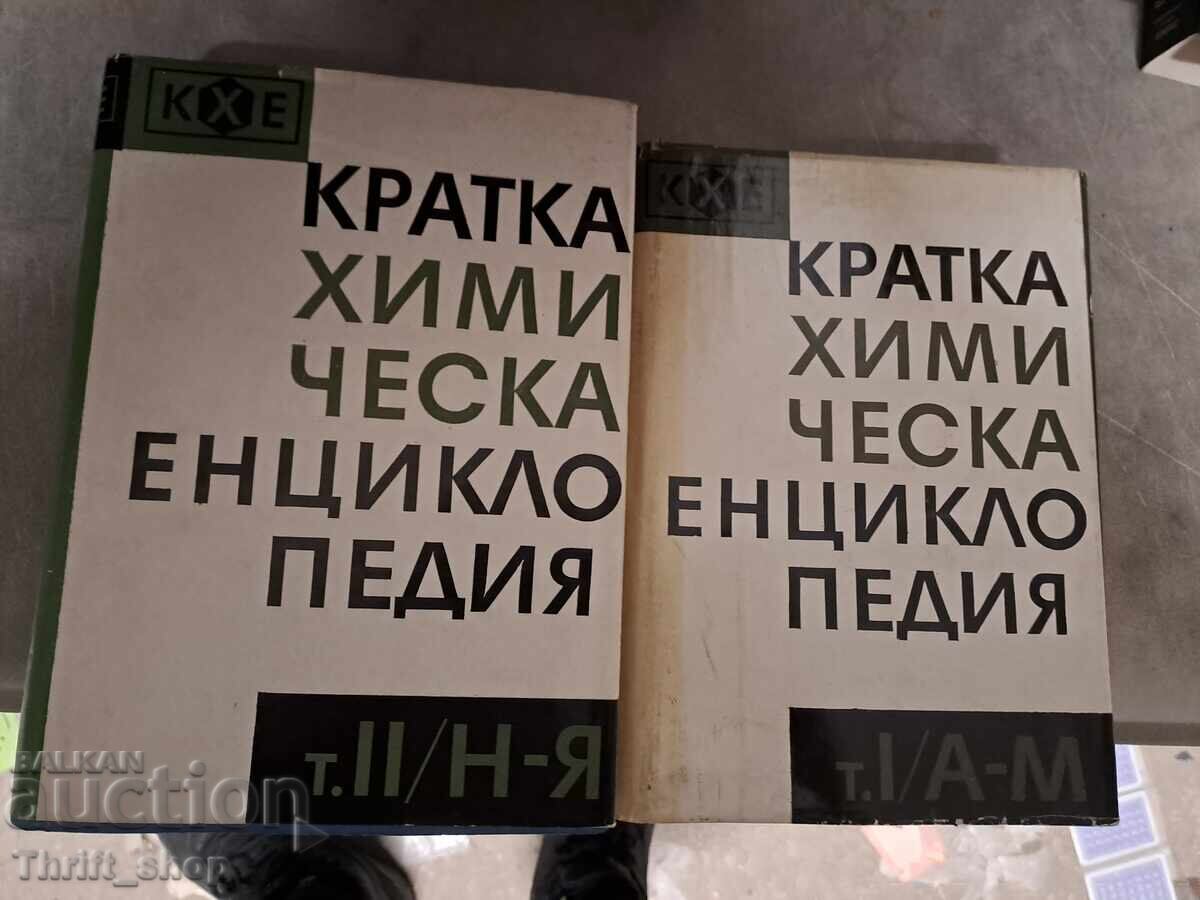 КХЕ
КРАТКА
ХИМИ
ЧЕСКА
ЕНЦИКЛО
ПЕДИЯ
т.II/Н-Я
КХЕ
КРАТКА
ХИМИ
ЧЕСКА
ЕНЦИКЛО
ПЕДИЯ
т.I/А-М
BALKAN
auction
Thrift_shop